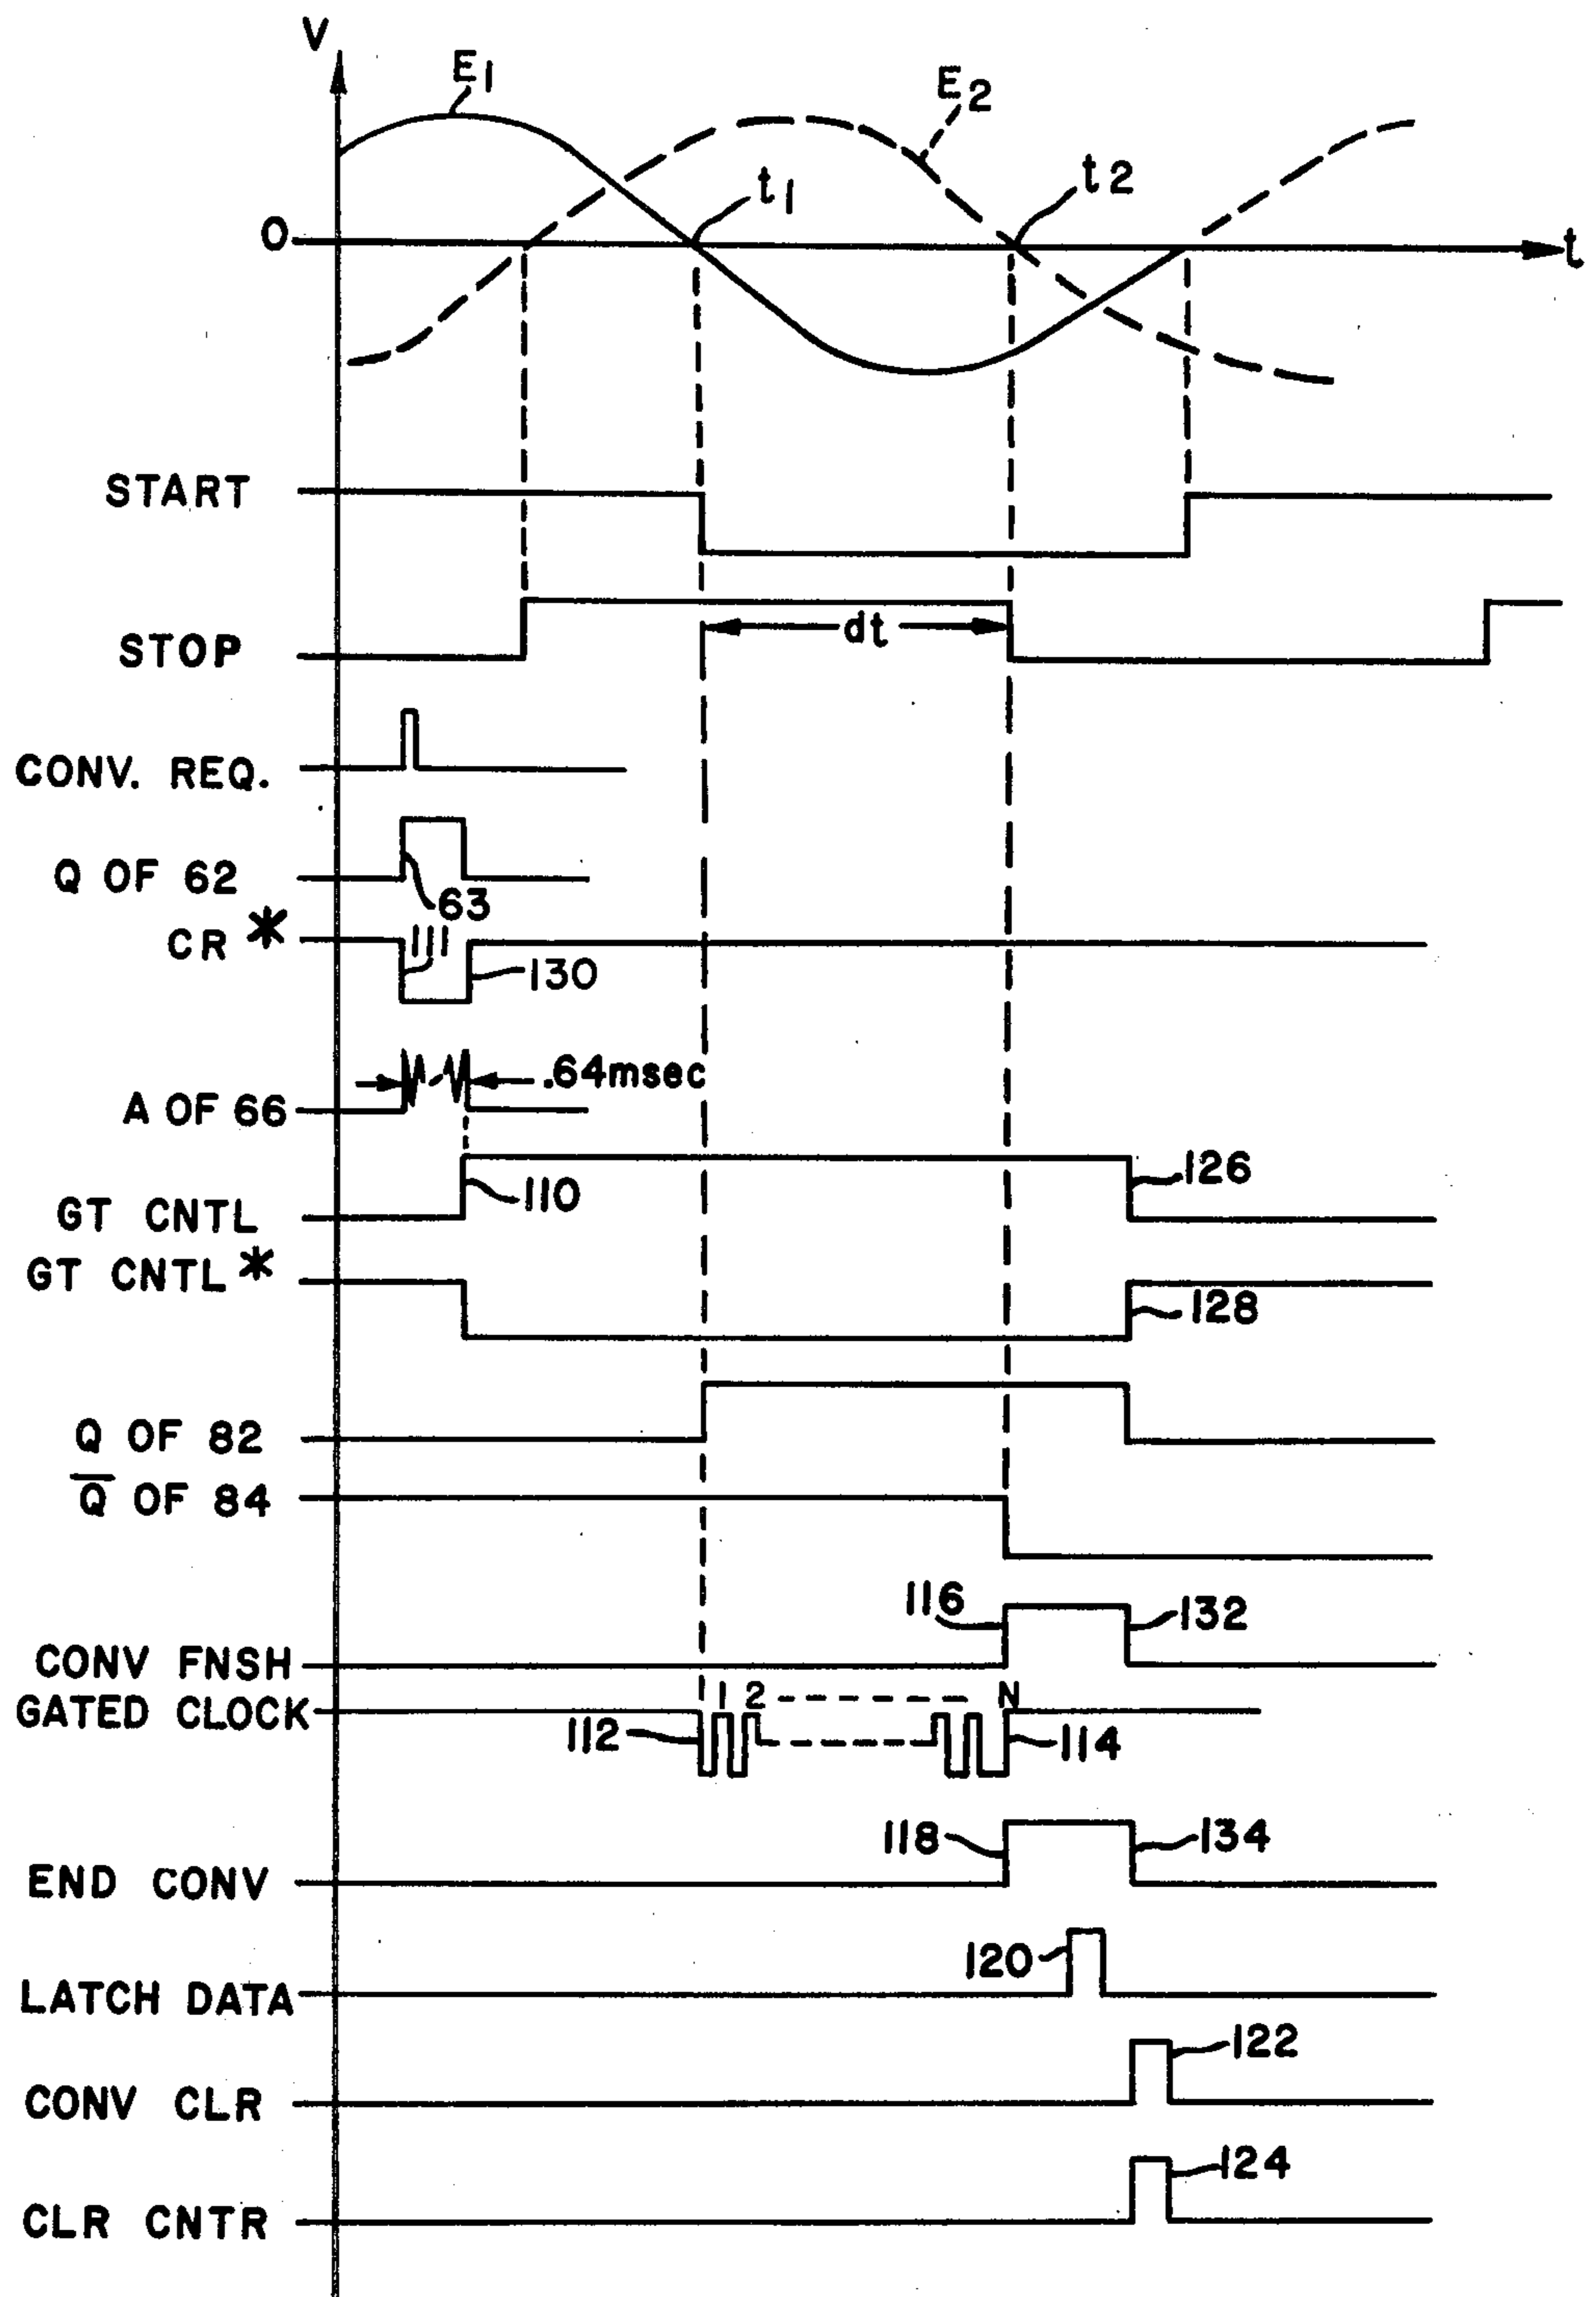 V
E1
E2
t1
t2
0
t
START
STOP
dt
CONV. REQ.
Q OF 62
63
CR *
111
130
A OF 66
.64msec
GT CNTL
110
126
GT CNTL *
128
Q OF 82
Q̅ OF 84
116
132
CONV FNSH
1 2 - - - - - - - N
GATED CLOCK
112
114
118
134
END CONV
120
LATCH DATA
122
CONV CLR
124
CLR CNTR